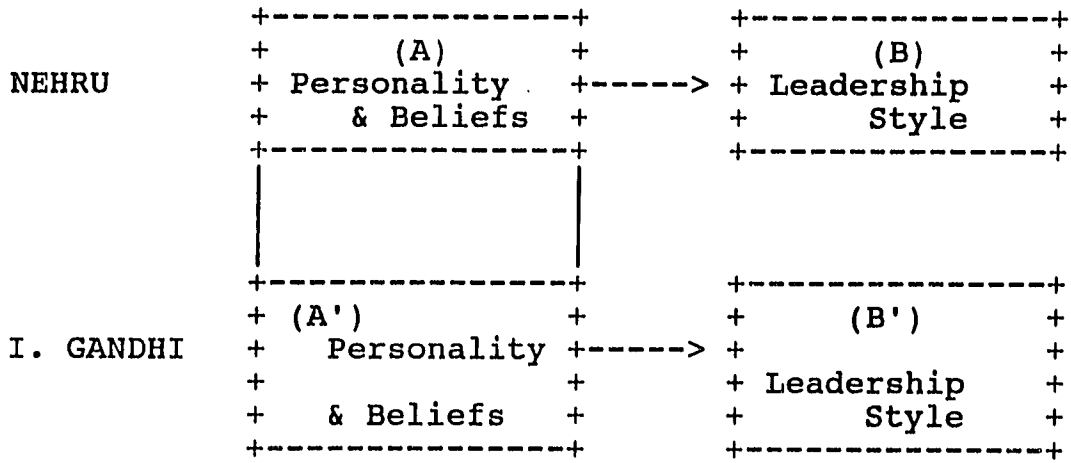 +-----------------+ +-----------------+
+ (A) + + (B) +
NEHRU + Personality +-----> + Leadership +
+ & Beliefs + + Style +
+-----------------+ +-----------------+
+-----------------+ +-----------------+
+ (A') + + (B') +
I. GANDHI + Personality +-----> + +
+ + + Leadership +
+ & Beliefs + + Style +
+-----------------+ +-----------------+